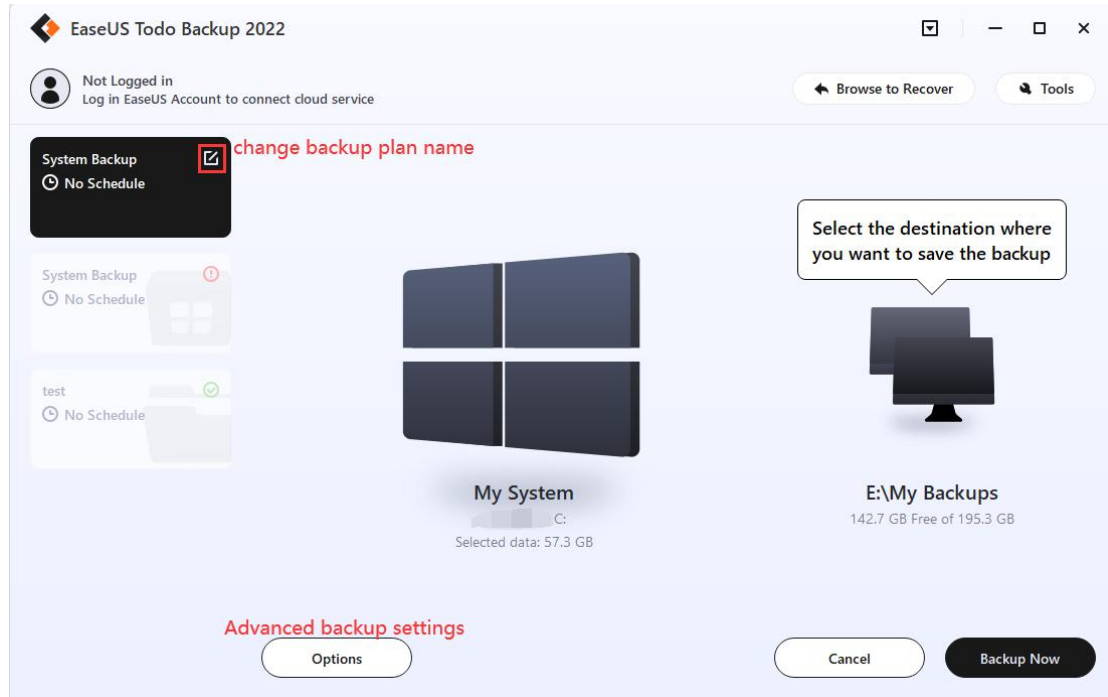 EaseUS Todo Backup 2022
Not Logged in
Log in EaseUS Account to connect cloud service
Browse to Recover
Tools
System Backup
No Schedule
change backup plan name
System Backup
No Schedule
test
No Schedule
Select the destination where
you want to save the backup
My System
C:
Selected data: 57.3 GB
E:\My Backups
142.7 GB Free of 195.3 GB
Advanced backup settings
Options
Cancel
Backup Now